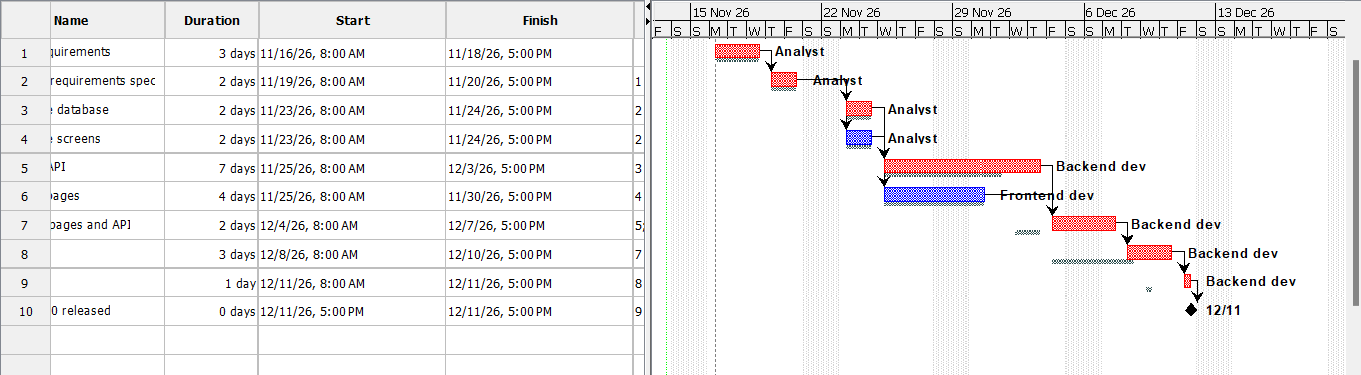 Name Duration Start Finish
15 Nov 26 22 Nov 26 29 Nov 26 6 Dec 26 13 Dec 26
F S S M T W T F S S M T W T F S S M T W T F S S M T W T F S S M T W T F S
1 quirements 3 days 11/16/26, 8:00 AM 11/18/26, 5:00 PM Analyst
2 requirements spec 2 days 11/19/26, 8:00 AM 11/20/26, 5:00 PM 1 Analyst
3 database 2 days 11/23/26, 8:00 AM 11/24/26, 5:00 PM 2 Analyst
4 screens 2 days 11/23/26, 8:00 AM 11/24/26, 5:00 PM 2 Analyst
5 API 7 days 11/25/26, 8:00 AM 12/3/26, 5:00 PM 3 Backend dev
6 pages 4 days 11/25/26, 8:00 AM 11/30/26, 5:00 PM 4 Frontend dev
7 pages and API 2 days 12/4/26, 8:00 AM 12/7/26, 5:00 PM 5; Backend dev
8 3 days 12/8/26, 8:00 AM 12/10/26, 5:00 PM 7 Backend dev
9 1 day 12/11/26, 8:00 AM 12/11/26, 5:00 PM 8 Backend dev
10 0 released 0 days 12/11/26, 5:00 PM 12/11/26, 5:00 PM 9 12/11